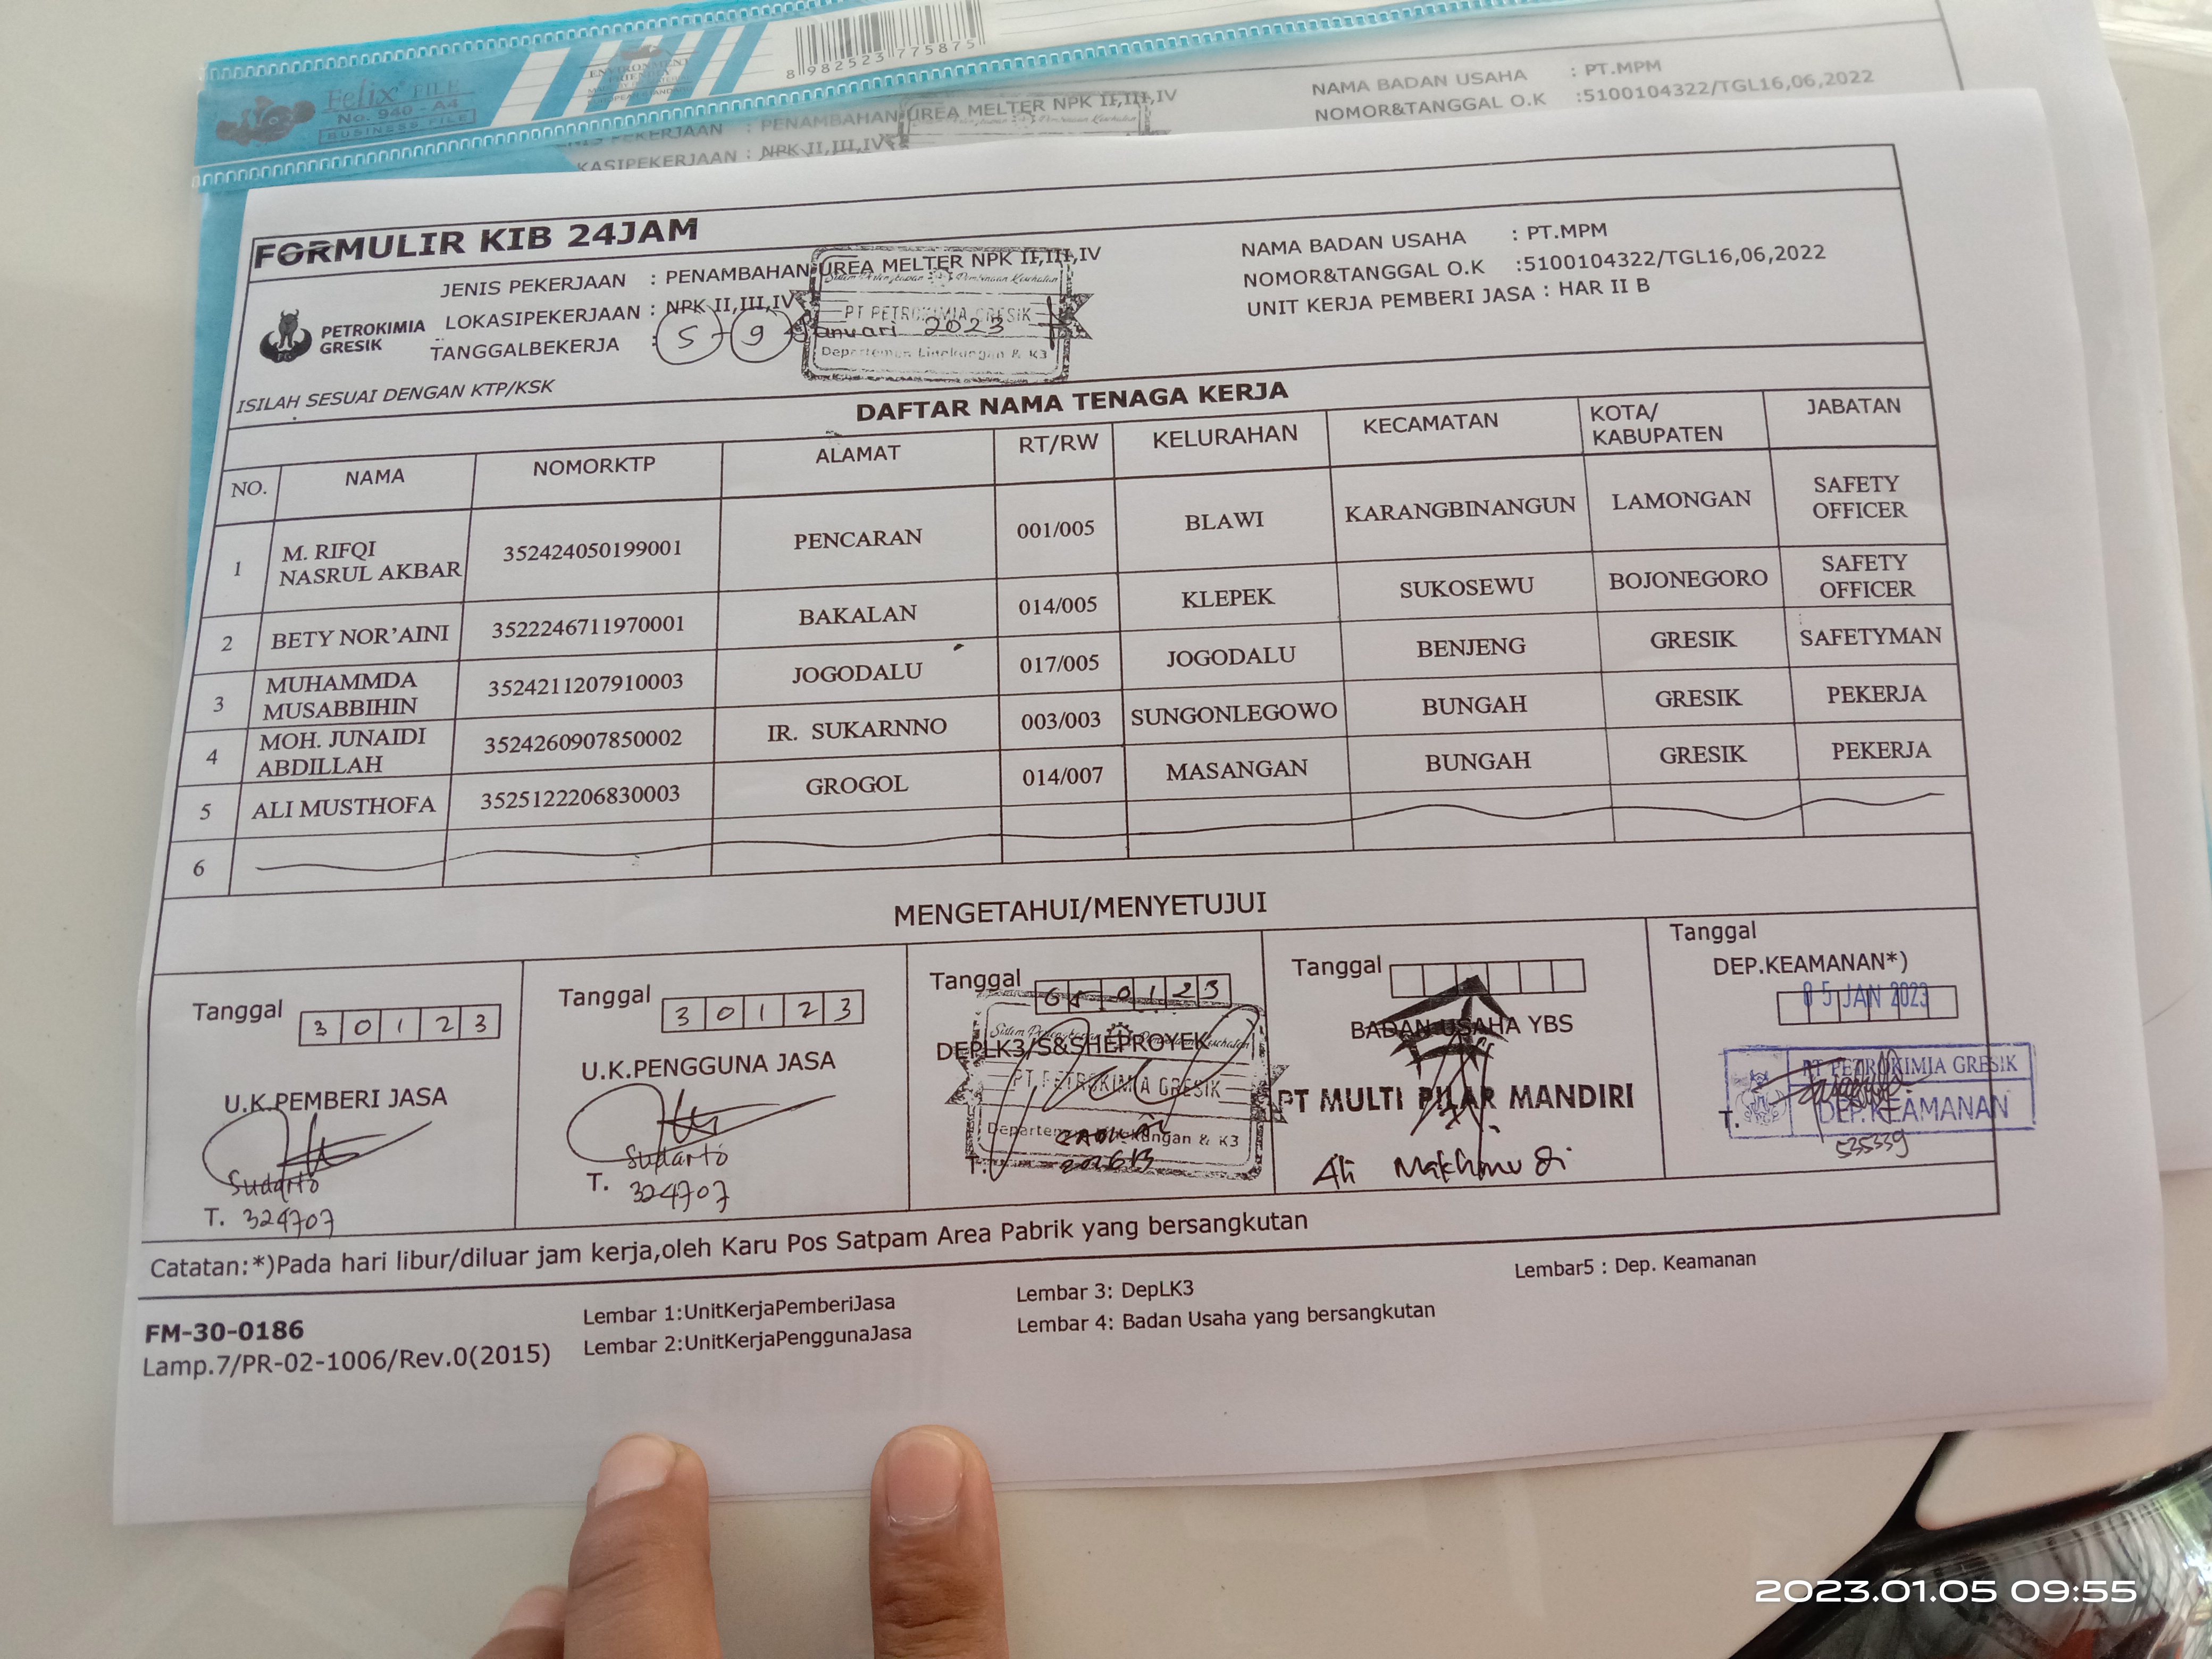 Felix FILE
No. 940 - A4
BUSINESS FILE
ENVIRONMENT
FRIENDLY
8 982523 775875
NAMA BADAN USAHA : PT.MPM
NOMOR&TANGGAL O.K :5100104322/TGL16,06,2022
PEKERJAAN : PENAMBAHAN UREA MELTER NPK II,III,IV
KASIPEKERJAAN : NPK II,III,IV
FORMULIR KIB 24JAM
JENIS PEKERJAAN : PENAMBAHAN UREA MELTER NPK II,III,IV
LOKASIPEKERJAAN : NPK II,III,IV
TANGGALBEKERJA : 5 - 9 Januari 2023
PT PETROKIMIA GRESIK
Departemen Lingkungan & K3
PETROKIMIA
GRESIK
NAMA BADAN USAHA : PT.MPM
NOMOR&TANGGAL O.K :5100104322/TGL16,06,2022
UNIT KERJA PEMBERI JASA : HAR II B
ISILAH SESUAI DENGAN KTP/KSK
DAFTAR NAMA TENAGA KERJA
NO. NAMA NOMORKTP ALAMAT RT/RW KELURAHAN KECAMATAN KOTA/ KABUPATEN JABATAN
1 M. RIFQI NASRUL AKBAR 352424050199001 PENCARAN 001/005 BLAWI KARANGBINANGUN LAMONGAN SAFETY OFFICER
2 BETY NOR'AINI 3522246711970001 BAKALAN 014/005 KLEPEK SUKOSEWU BOJONEGORO SAFETY OFFICER
3 MUHAMMDA MUSABBIHIN 3524211207910003 JOGODALU 017/005 JOGODALU BENJENG GRESIK SAFETYMAN
4 MOH. JUNAIDI ABDILLAH 3524260907850002 IR. SUKARNNO 003/003 SUNGONLEGOWO BUNGAH GRESIK PEKERJA
5 ALI MUSTHOFA 3525122206830003 GROGOL 014/007 MASANGAN BUNGAH GRESIK PEKERJA
6
MENGETAHUI/MENYETUJUI
Tanggal 3 0 1 2 3
U.K.PEMBERI JASA
Sudarto
T. 324707
Tanggal 3 0 1 2 3
U.K.PENGGUNA JASA
Sudarto
T. 324707
Tanggal 0 1 2 3
DEPLK3/S&SHEPROYEK
PT PETROKIMIA GRESIK
Departemen Lingkungan & K3
T.
Tanggal
BADAN USAHA YBS
PT MULTI PILAR MANDIRI
Ali Makhmudi
Tanggal
DEP.KEAMANAN*)
05 JAN 2023
PT PETROKIMIA GRESIK
DEP.KEAMANAN
T.
535339
Catatan:*)Pada hari libur/diluar jam kerja,oleh Karu Pos Satpam Area Pabrik yang bersangkutan
FM-30-0186
Lamp.7/PR-02-1006/Rev.0(2015)
Lembar 1:UnitKerjaPemberiJasa
Lembar 2:UnitKerjaPenggunaJasa
Lembar 3: DepLK3
Lembar 4: Badan Usaha yang bersangkutan
Lembar5 : Dep. Keamanan
2023.01.05 09:55